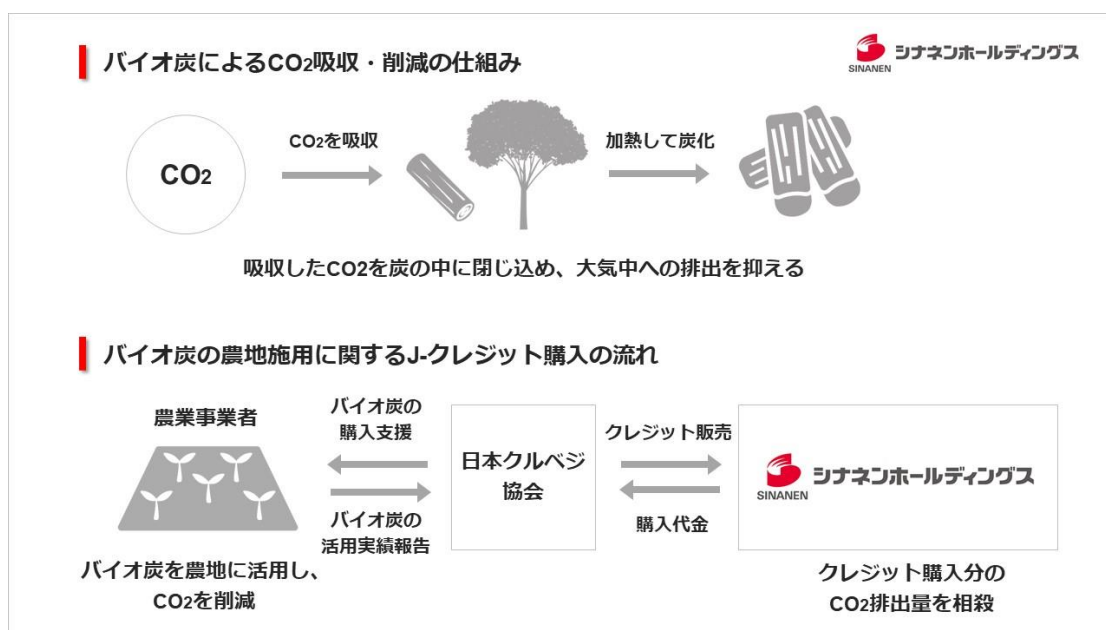 バイオ炭によるCO2吸収・削減の仕組み
SINANEN
シナネンホールディングス
CO2
CO2を吸収
加熱して炭化
吸収したCO2を炭の中に閉じ込め、大気中への排出を抑える
バイオ炭の農地施用に関するJ-クレジット購入の流れ
農業事業者
バイオ炭の
購入支援
バイオ炭の
活用実績報告
バイオ炭を農地に活用し、
CO2を削減
日本クルベジ
協会
クレジット販売
購入代金
SINANEN
シナネンホールディングス
クレジット購入分の
CO2排出量を相殺